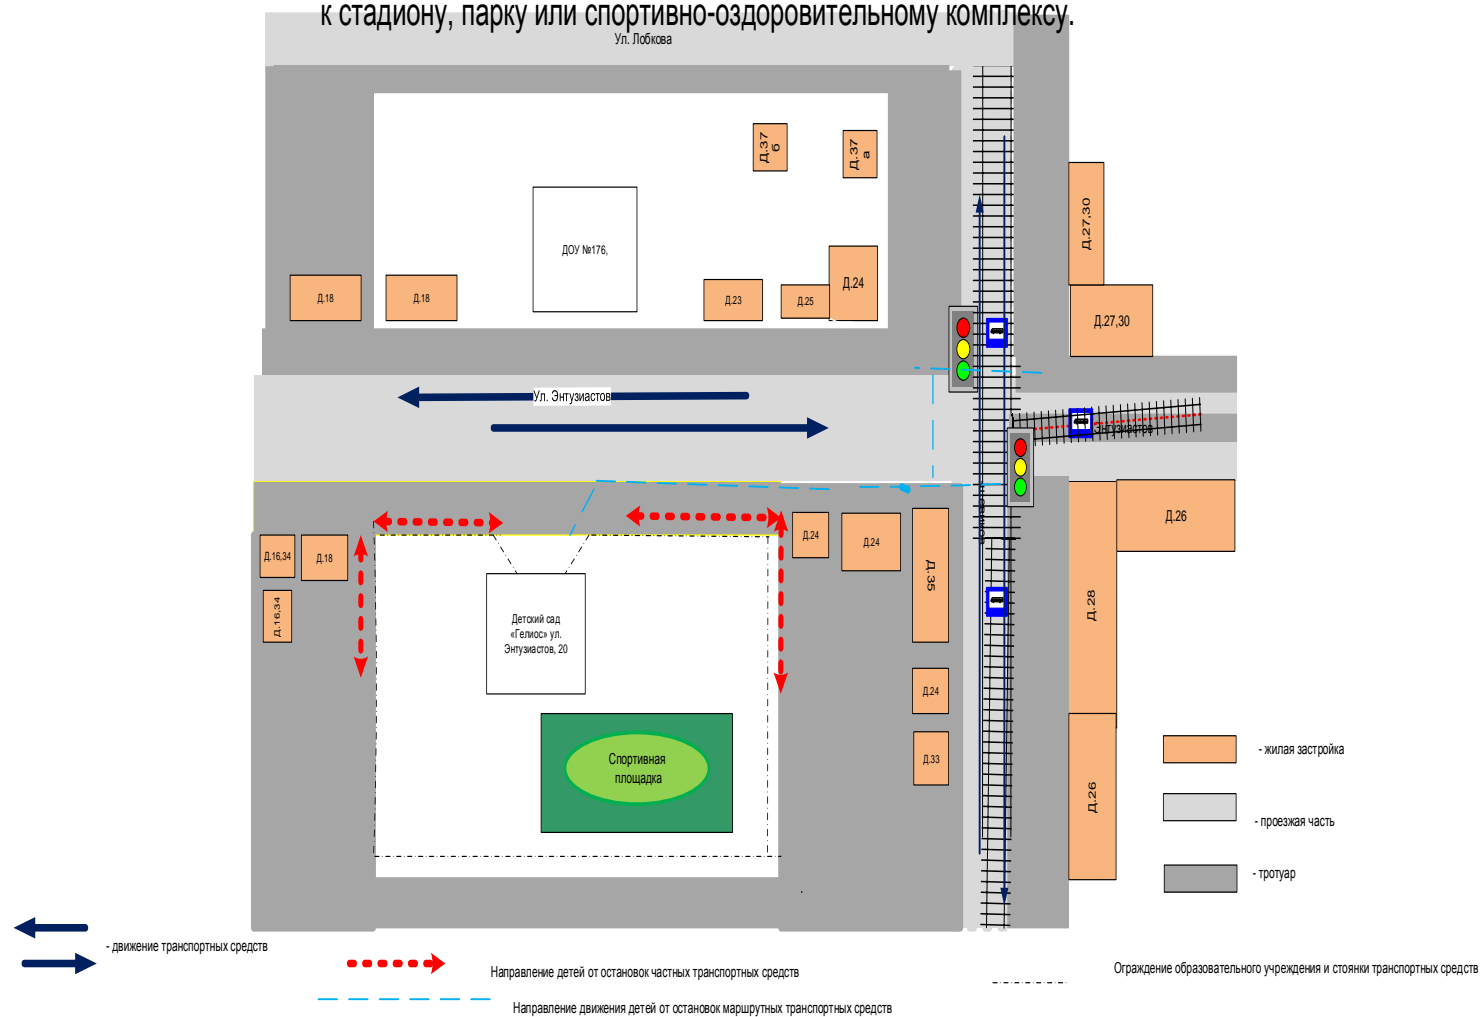 к стадиону, парку или спортивно-оздоровительному комплексу.
Ул. Лобкова
Д.37
б
Д.37
а
ДОУ №176,
Д.27,30
Д.18
Д.18
Д.23
Д.25
Д.24
Д.27,30
Ул. Энтузиастов
Энтузиастов
Д.24
Д.24
Д.26
Д.16,34
Д.18
Д.35
Д.16,34
Детский сад
«Гелиос» ул.
Энтузиастов, 20
Д.28
Д.24
Спортивная
площадка
Д.33
Д.26
- жилая застройка
- проезжая часть
- тротуар
- движение транспортных средств
Направление детей от остановок частных транспортных средств
Ограждение образовательного учреждения и стоянки транспортных средств
Направление движения детей от остановок маршрутных транспортных средств